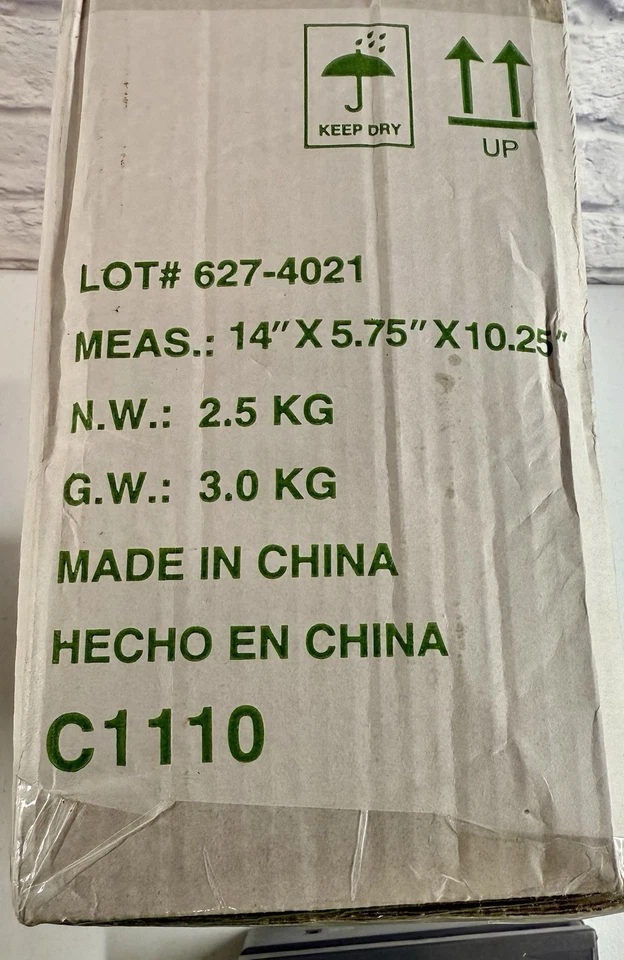 KEEP DRY
UP
LOT# 627-4021
MEAS.: 14"X5.75"X10.25"
N.W.: 2.5 KG
G.W.: 3.0 KG
MADE IN CHINA
HECHO EN CHINA
C1110